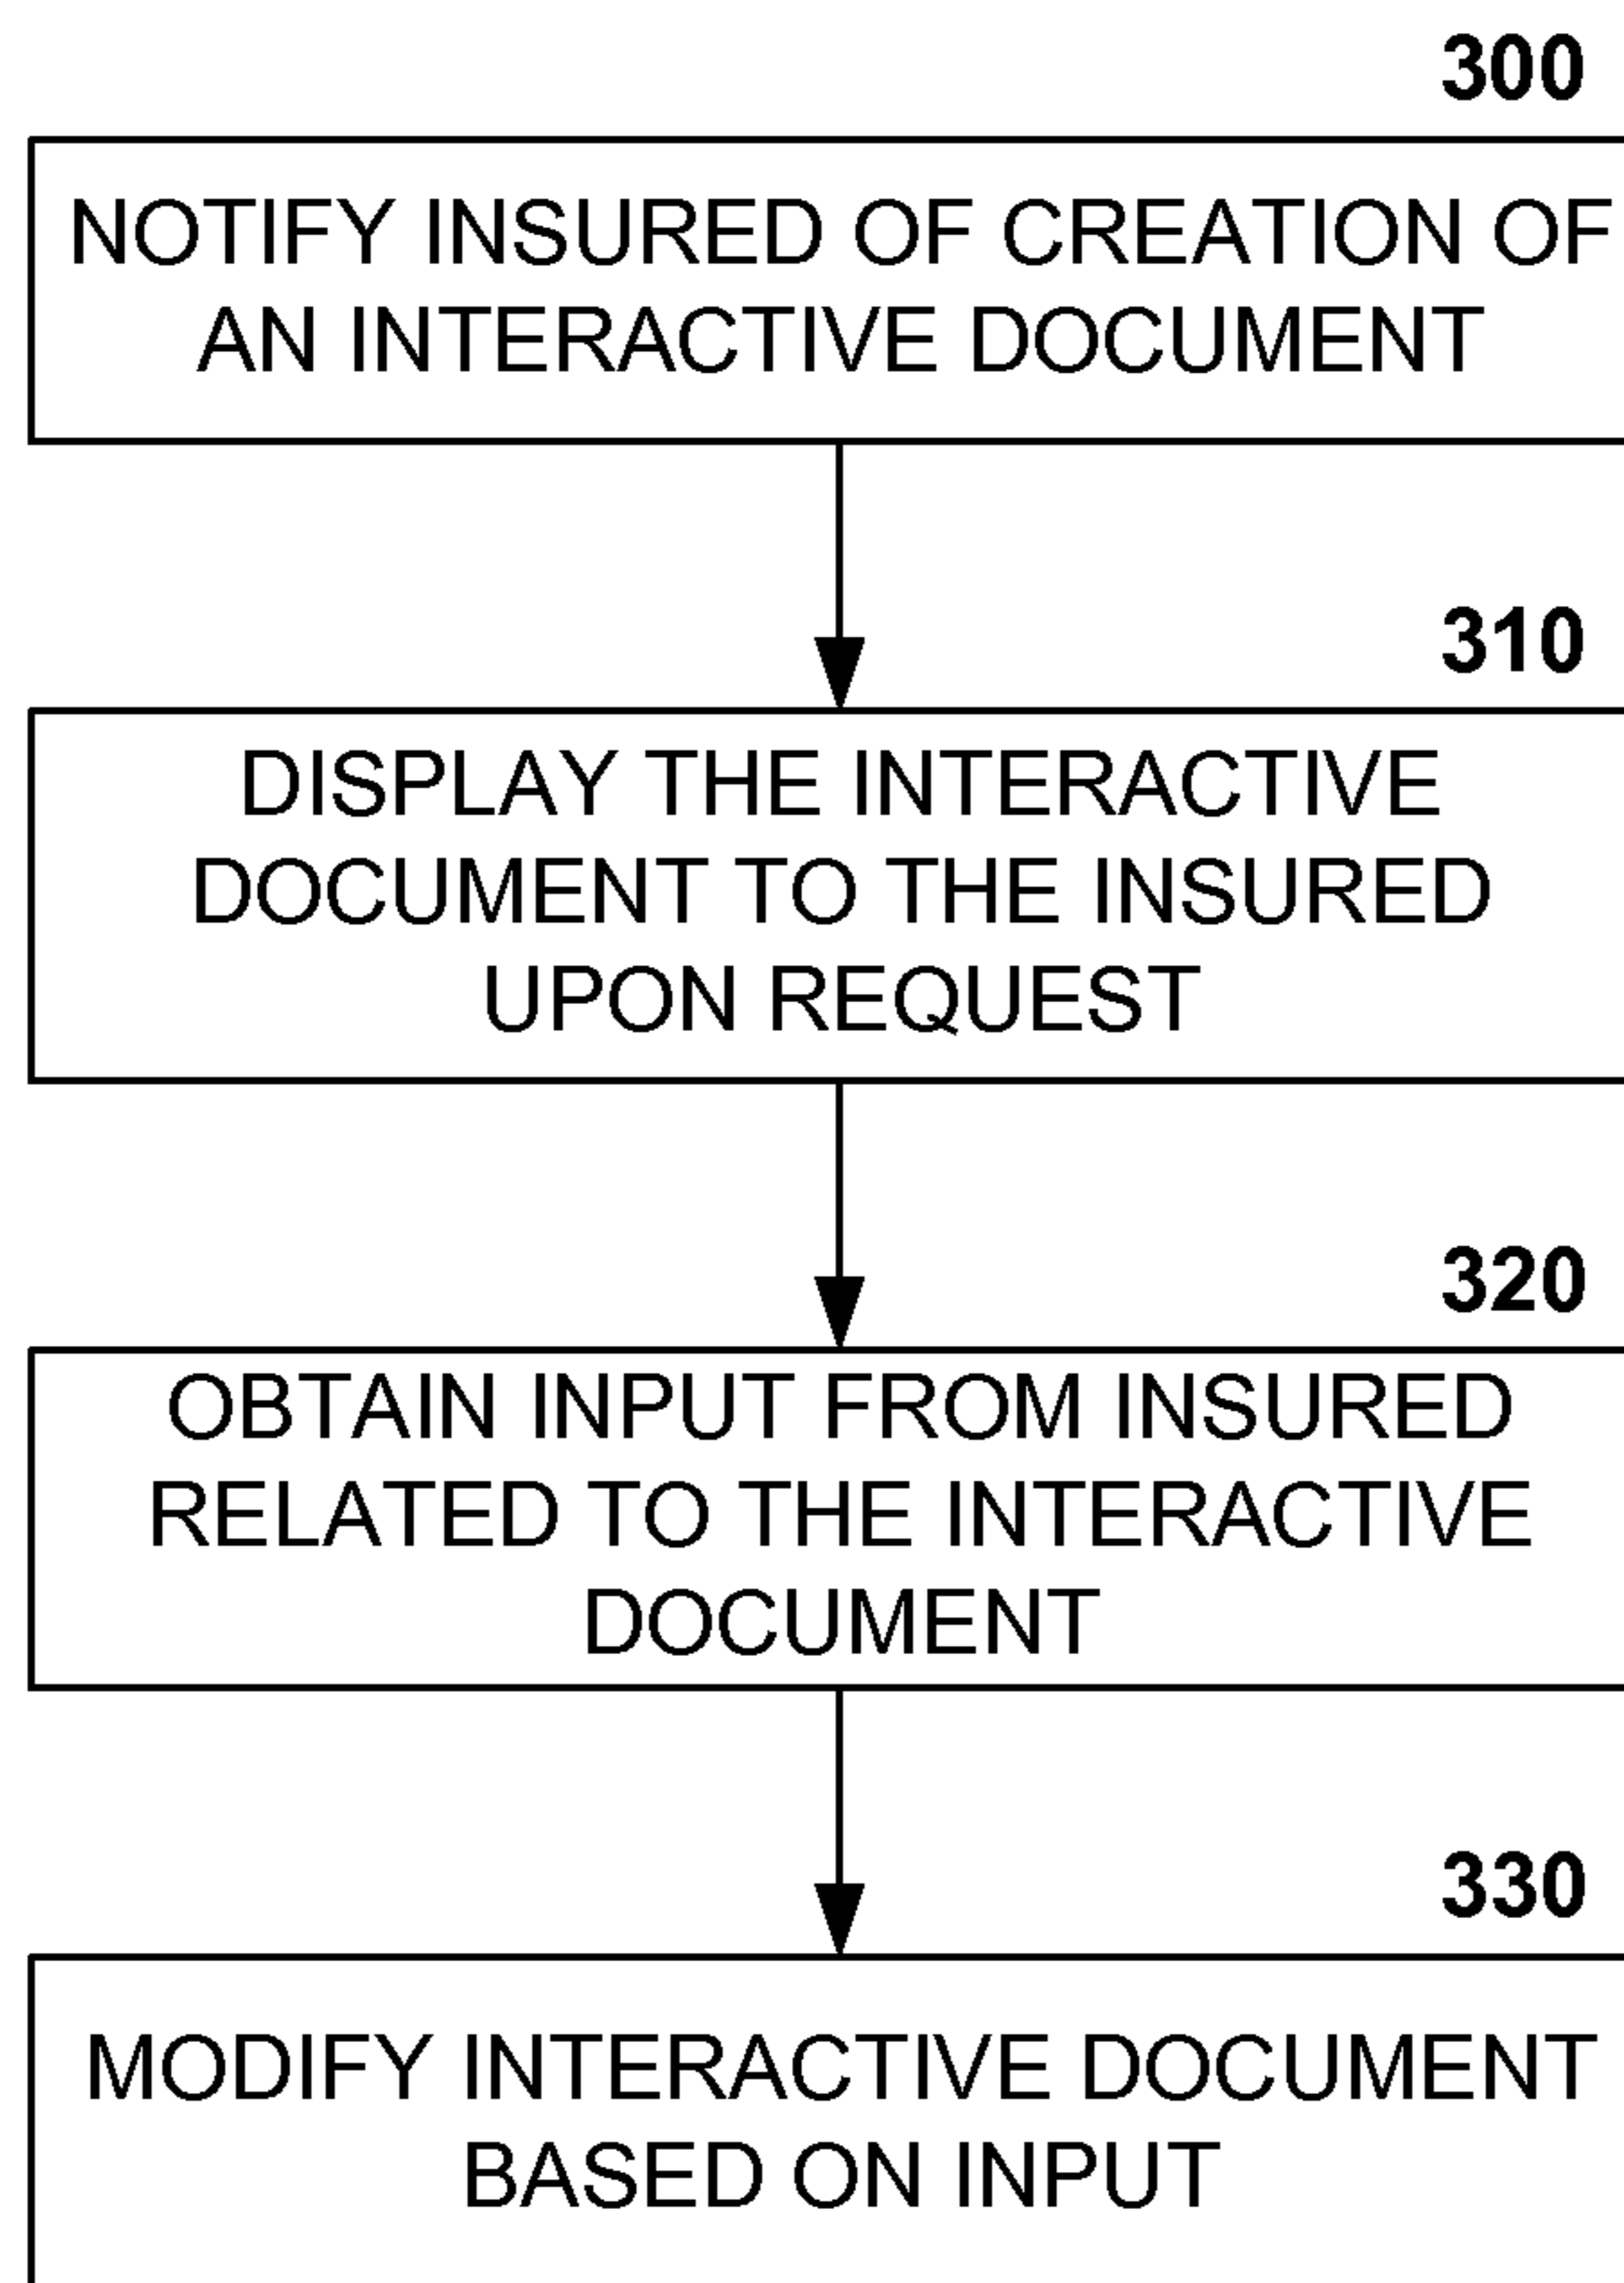 300
NOTIFY INSURED OF CREATION OF
AN INTERACTIVE DOCUMENT
310
DISPLAY THE INTERACTIVE
DOCUMENT TO THE INSURED
UPON REQUEST
320
OBTAIN INPUT FROM INSURED
RELATED TO THE INTERACTIVE
DOCUMENT
330
MODIFY INTERACTIVE DOCUMENT
BASED ON INPUT